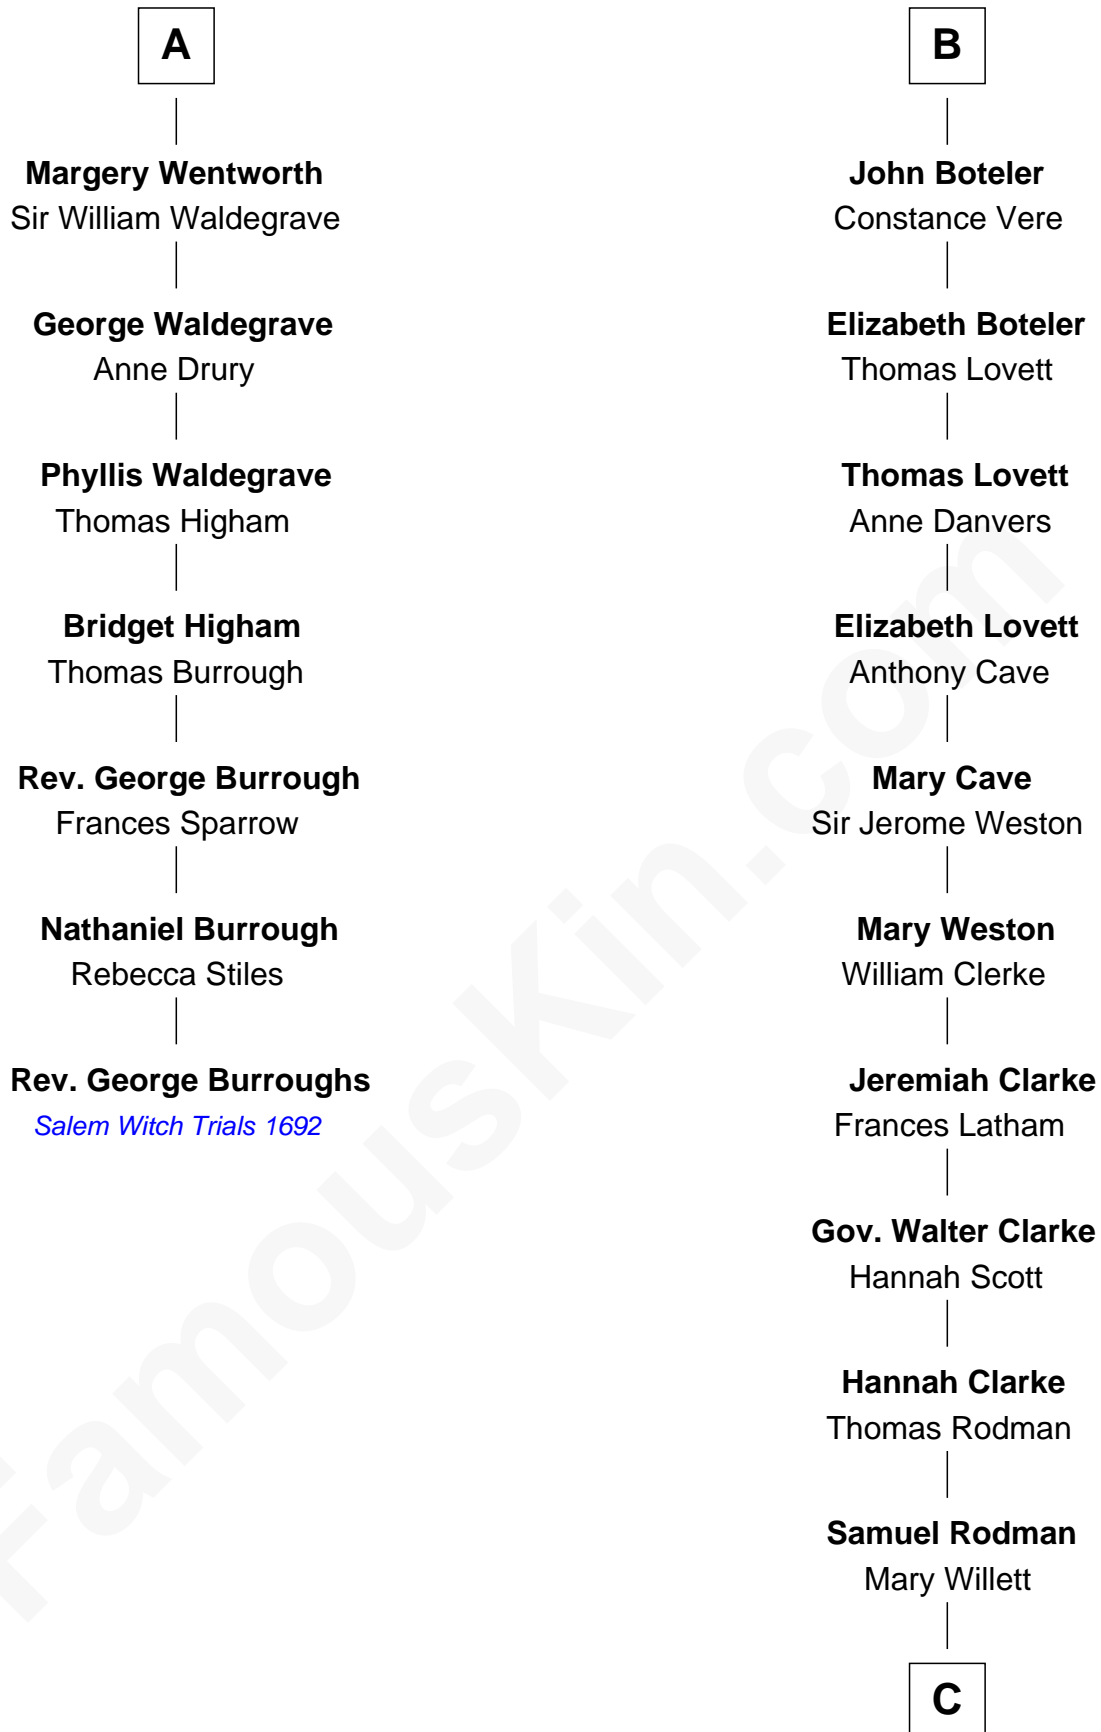 A
Margery Wentworth
Sir William Waldegrave
George Waldegrave
Anne Drury
Phyllis Waldegrave
Thomas Higham
Bridget Higham
Thomas Burrough
Rev. George Burrough
Frances Sparrow
Nathaniel Burrough
Rebecca Stiles
Rev. George Burroughs
Salem Witch Trials 1692
B
John Boteler
Constance Vere
Elizabeth Boteler
Thomas Lovett
Thomas Lovett
Anne Danvers
Elizabeth Lovett
Anthony Cave
Mary Cave
Sir Jerome Weston
Mary Weston
William Clerke
Jeremiah Clarke
Frances Latham
Gov. Walter Clarke
Hannah Scott
Hannah Clarke
Thomas Rodman
Samuel Rodman
Mary Willett
C
FamousKin.com